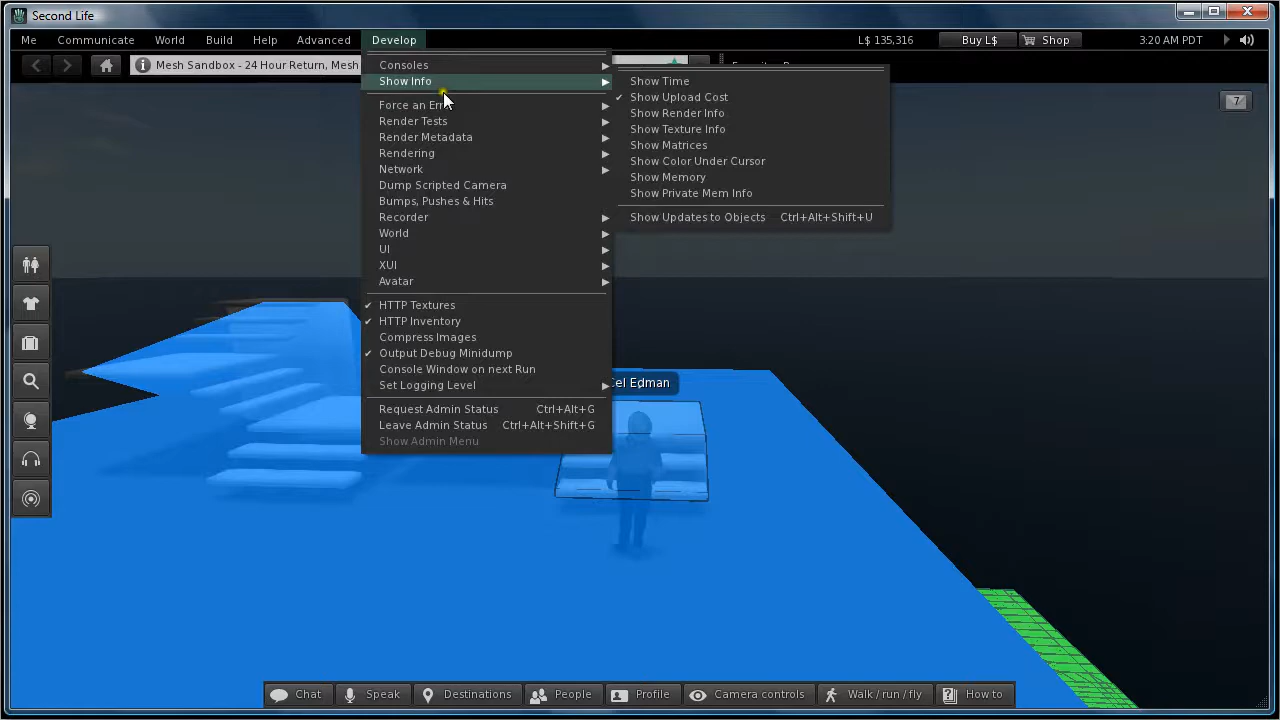 Second Life
Me Communicate World Build Help Advanced Develop L$ 135,316 Buy L$ Shop 3:20 AM PDT
Mesh Sandbox - 24 Hour Return, Mesh
7
Consoles
Show Info
Force an
Render Tests
Render Metadata
Rendering
Network
Dump Scripted Camera
Bumps, Pushes & Hits
Recorder
World
UI
XUI
Avatar
HTTP Textures
HTTP Inventory
Compress Images
Output Debug Minidump
Console Window on next Run
Set Logging Level
Request Admin Status Ctrl+Alt+G
Leave Admin Status Ctrl+Alt+Shift+G
Show Admin Menu
Show Time
Show Upload Cost
Show Render Info
Show Texture Info
Show Matrices
Show Color Under Cursor
Show Memory
Show Private Mem Info
Show Updates to Objects Ctrl+Alt+Shift+U
Edman
Chat Speak Destinations People Profile Camera controls Walk / run / fly How to